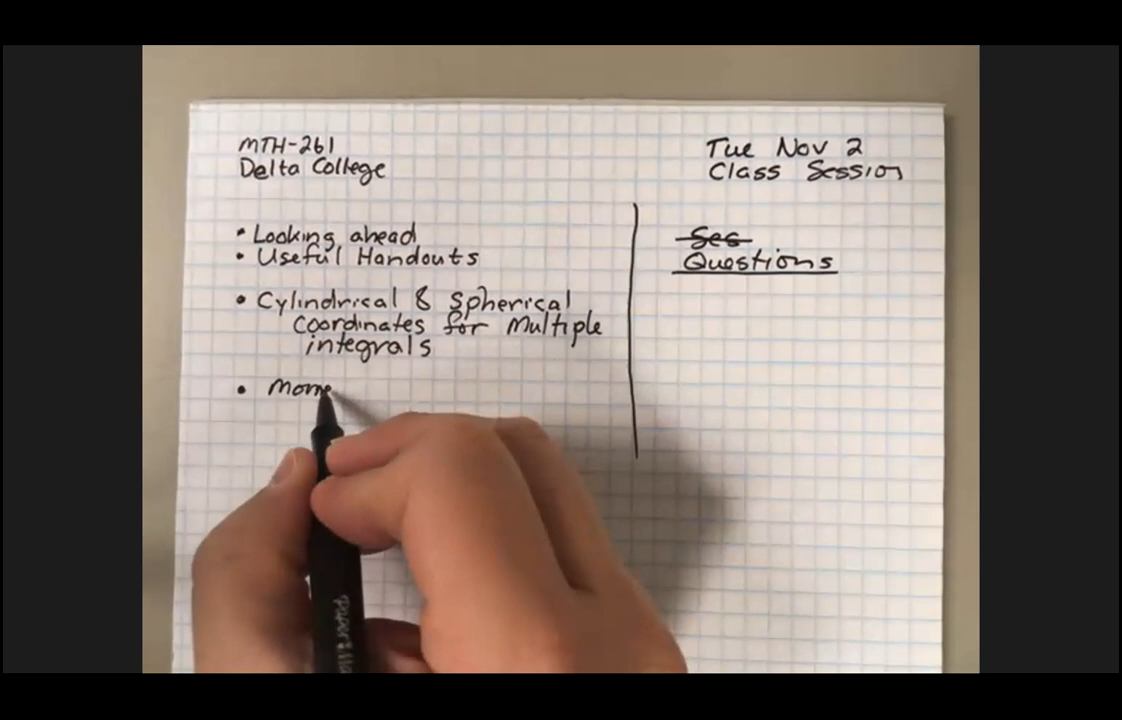 MTH-261
Delta College
Tue Nov 2
Class Session
• Looking ahead
• Useful Handouts
• Cylindrical & Spherical
Coordinates for Multiple
integrals
• Mome
Ses
Questions